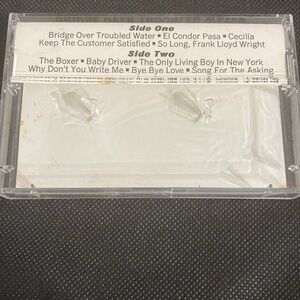 Side One
Bridge Over Troubled Water ■ El Condor Pasa ■ Cecilia
Keep The Customer Satisfied ■ So Long, Frank Lloyd Wright
Side Two
The Boxer ■ Baby Driver ■ The Only Living Boy In New York
Why Don't You Write Me ■ Bye Bye Love ■ Song For The Asking